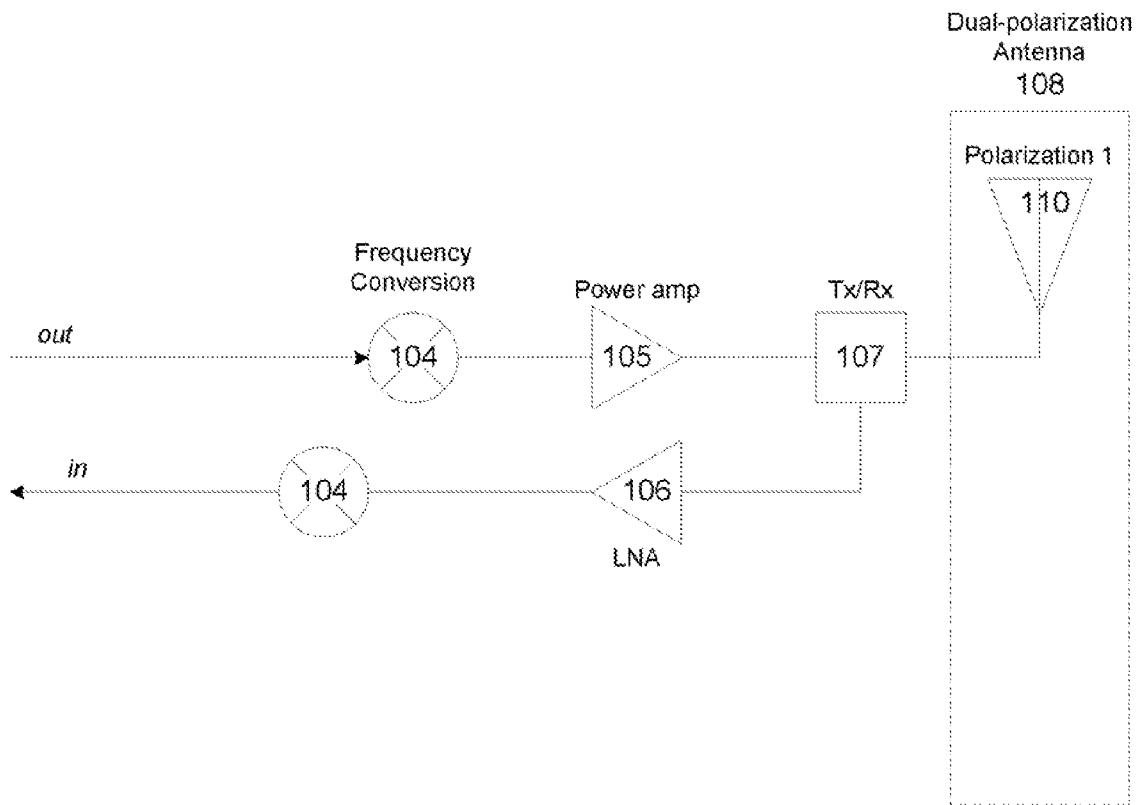 Dual-polarization
Antenna
108
Polarization 1
110
Frequency
Conversion
Power amp
Tx/Rx
out
104
105
107
in
104
106
LNA